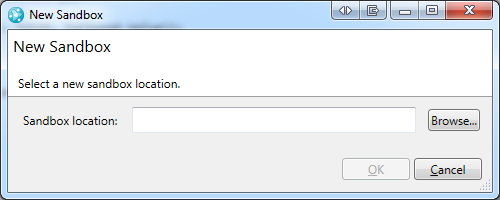 New Sandbox
New Sandbox
Select a new sandbox location.
Sandbox location:
Browse...
OK
Cancel